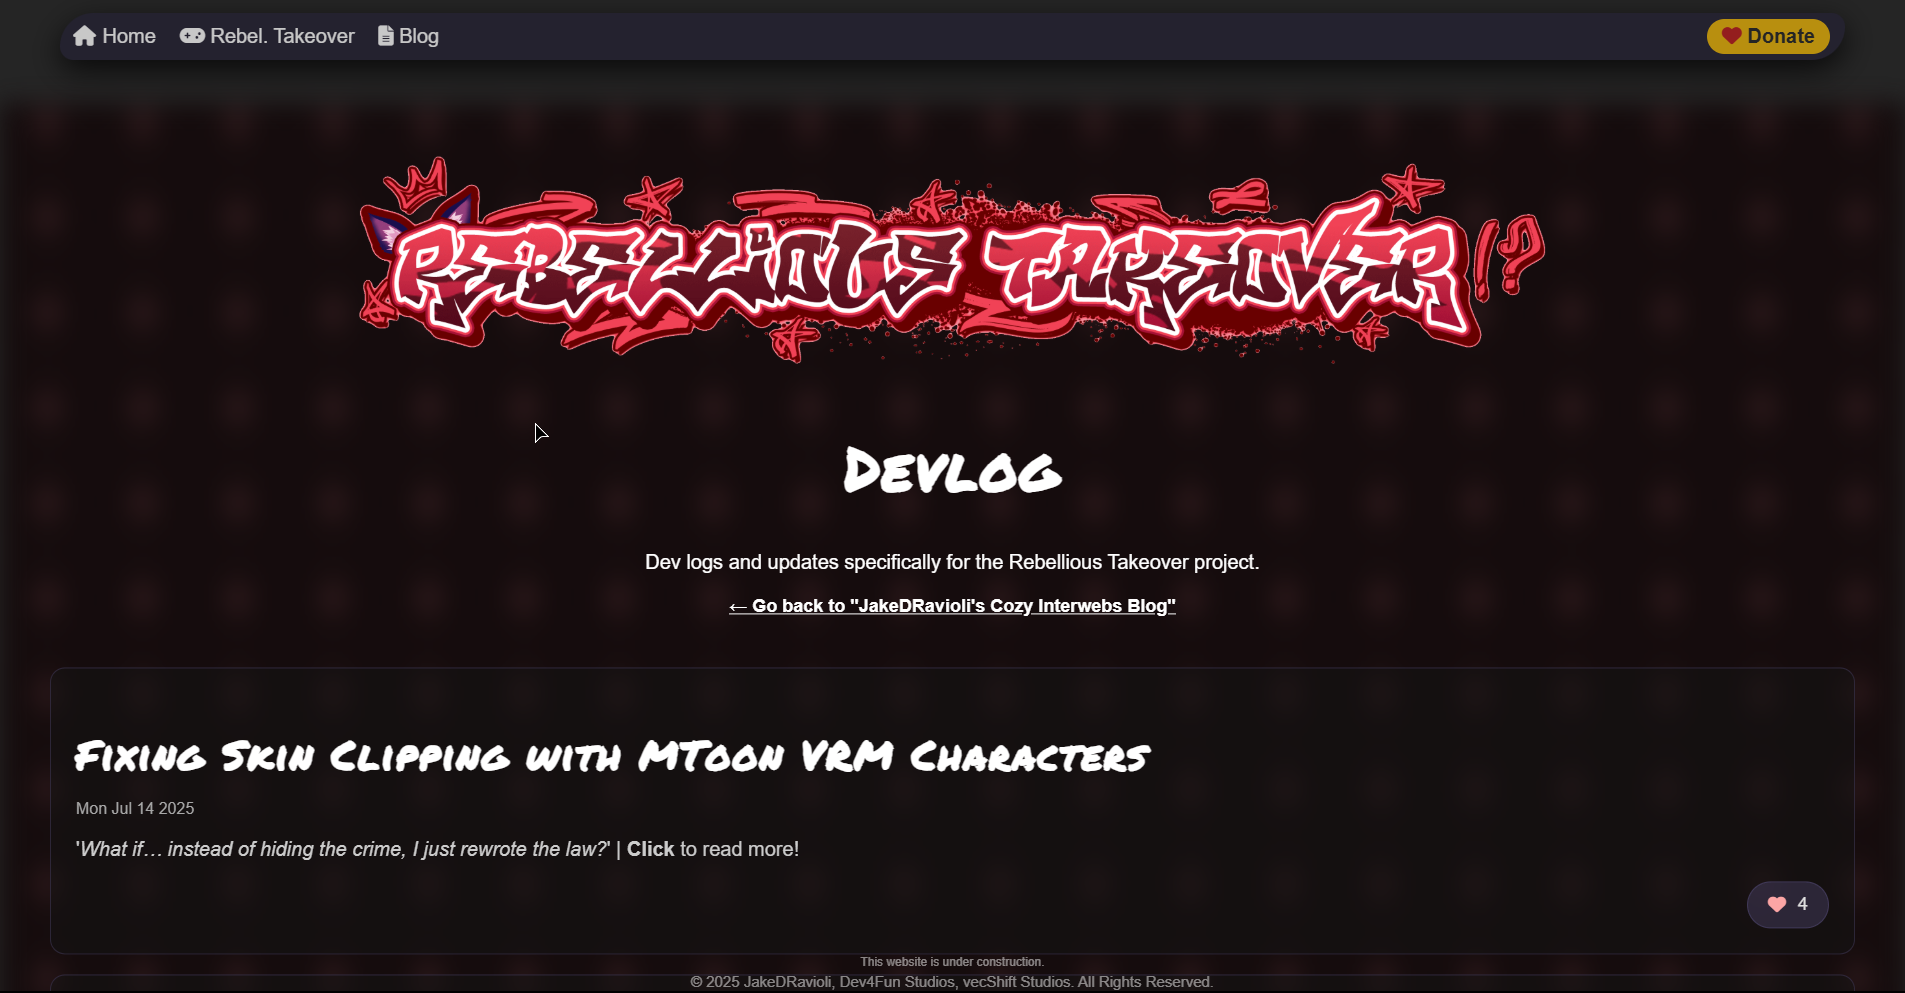 Home Rebel. Takeover Blog Donate
REBELLIOUS TAKEOVER!?
Devlog
Dev logs and updates specifically for the Rebellious Takeover project.
← Go back to "JakeDRavioli's Cozy Interwebs Blog"
Fixing Skin Clipping with MToon VRM Characters
Mon Jul 14 2025
'What if… instead of hiding the crime, I just rewrote the law?' | Click to read more!
4
This website is under construction.
© 2025 JakeDRavioli, Dev4Fun Studios, vecShift Studios. All Rights Reserved.